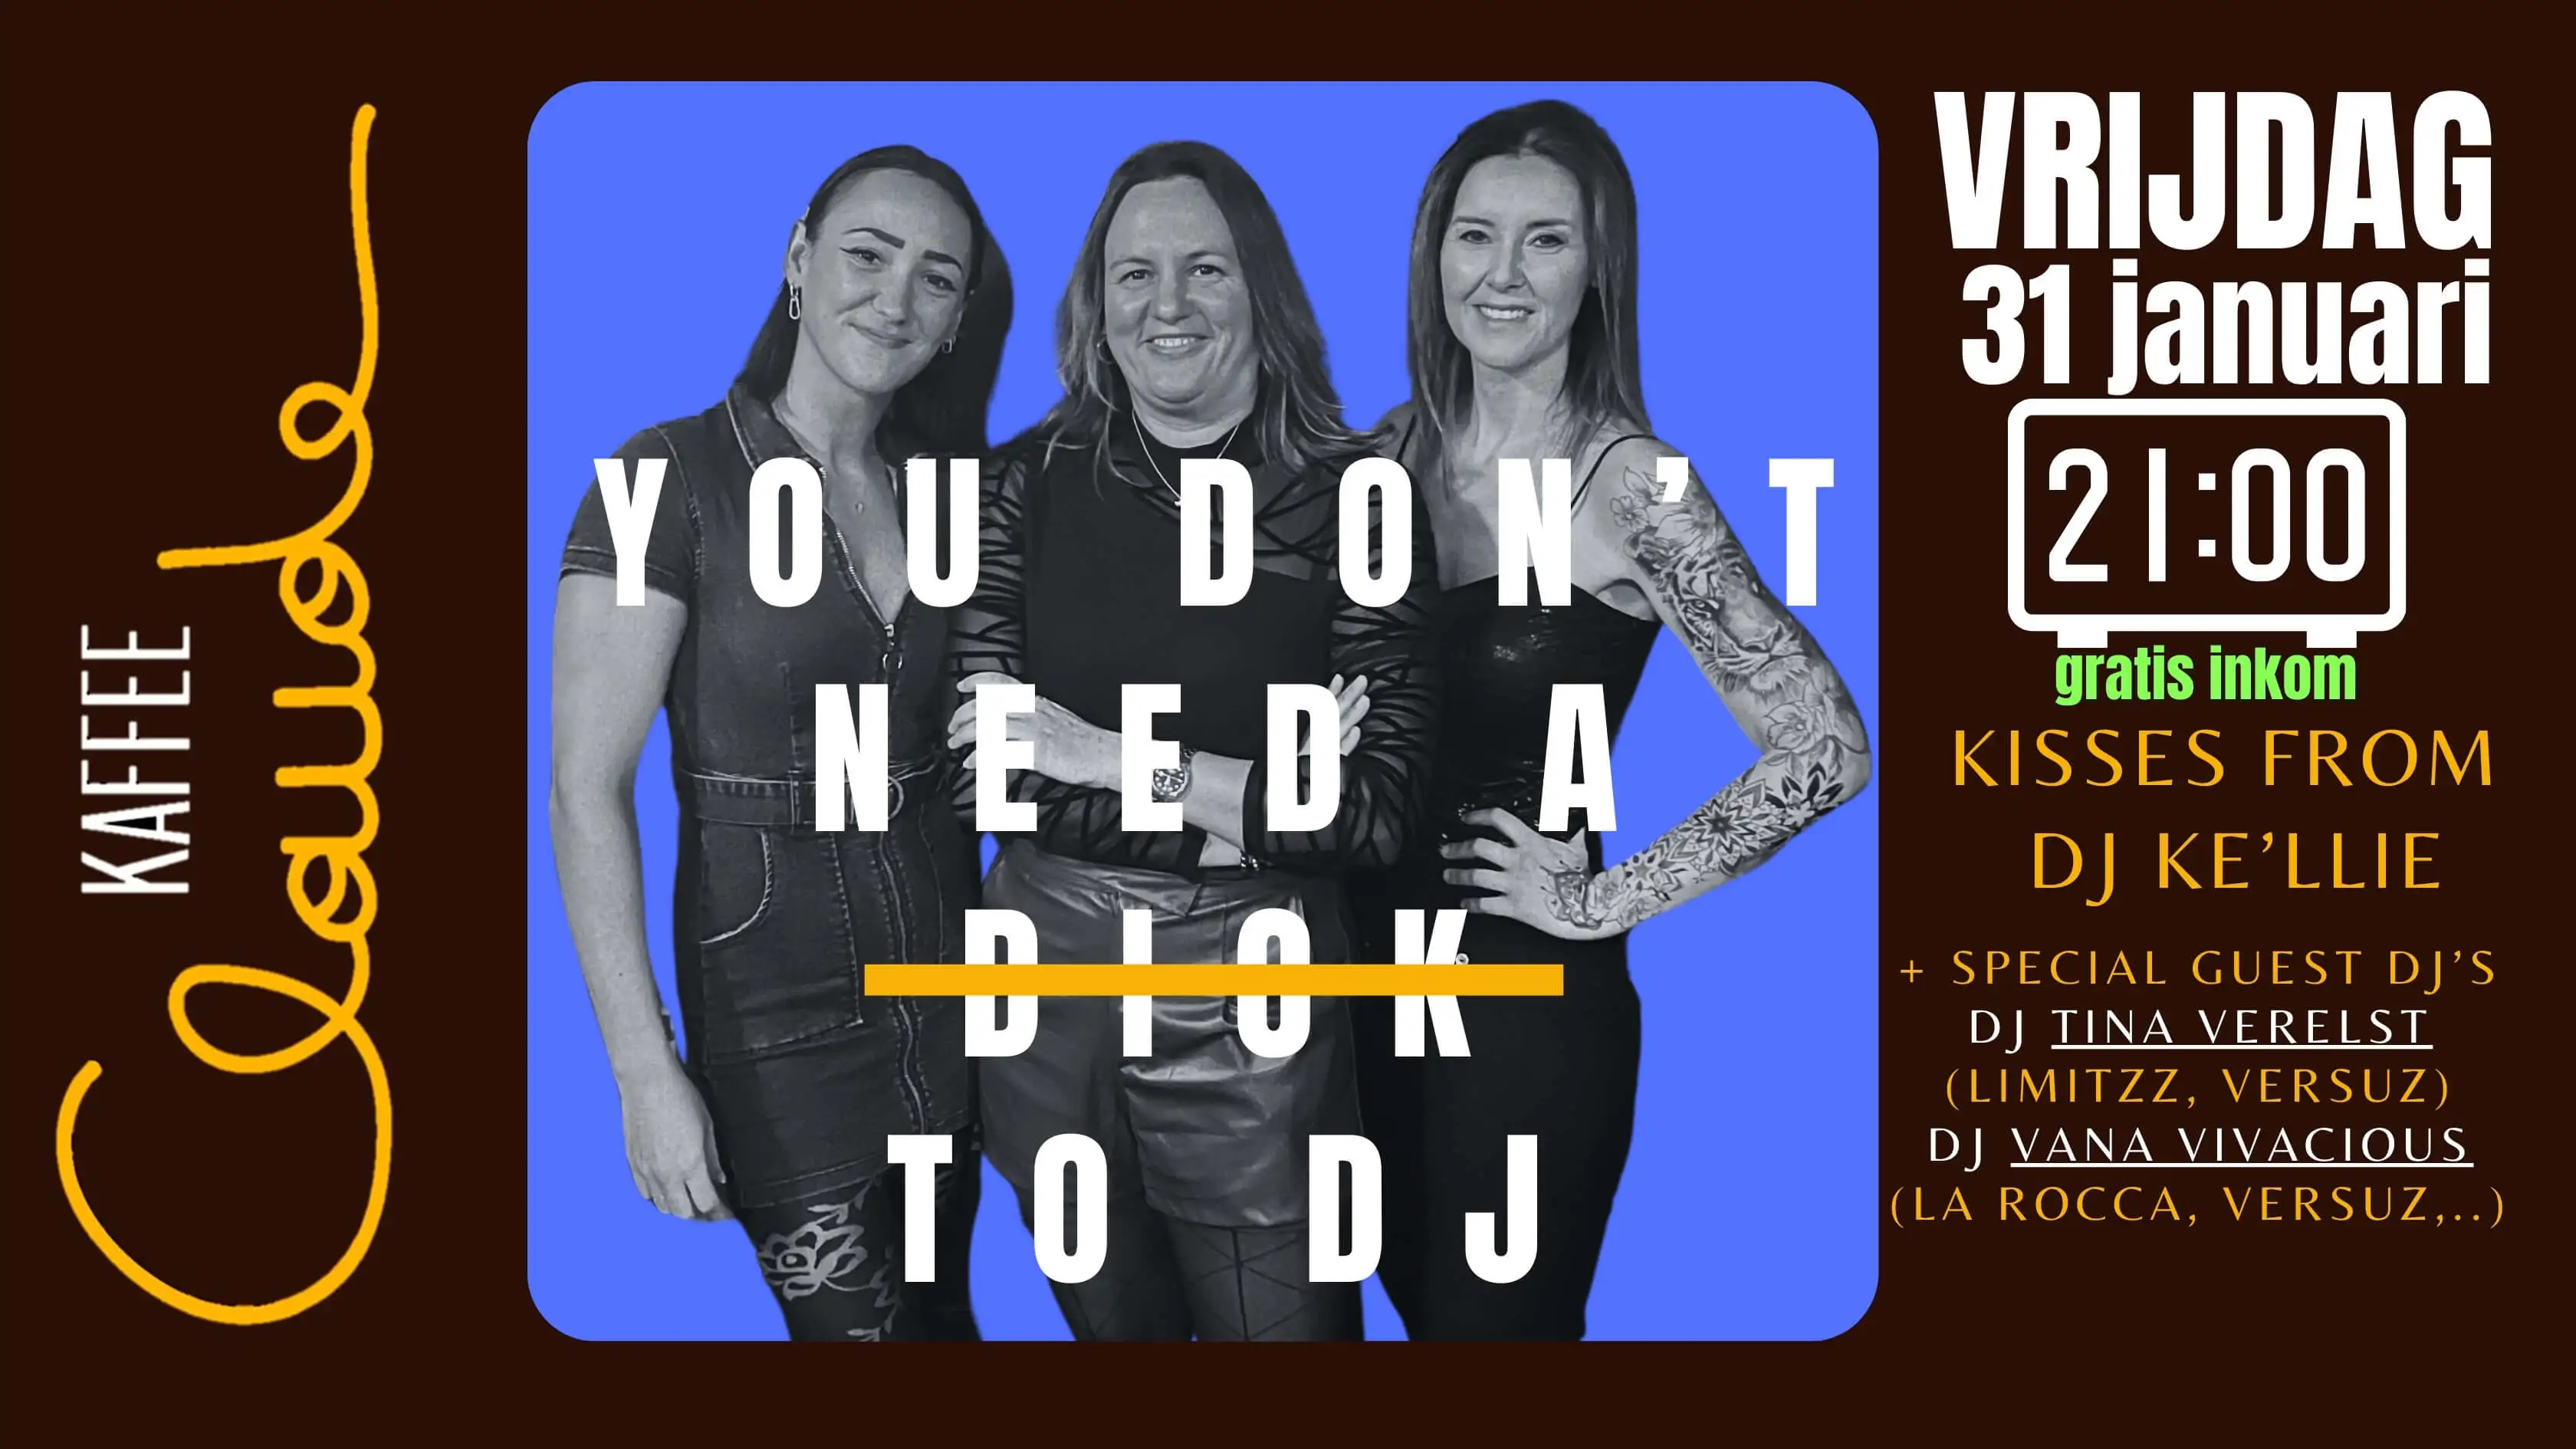 KAFFEE
Claude
YOU DON’T
NEED A
DICK
TO DJ
VRIJDAG
31 januari
21:00
gratis inkom
KISSES FROM
DJ KE’LLIE
+ SPECIAL GUEST DJ’S
DJ TINA VERELST
(LIMITZZ, VERSUZ)
DJ VANA VIVACIOUS
(LA ROCCA, VERSUZ,..)